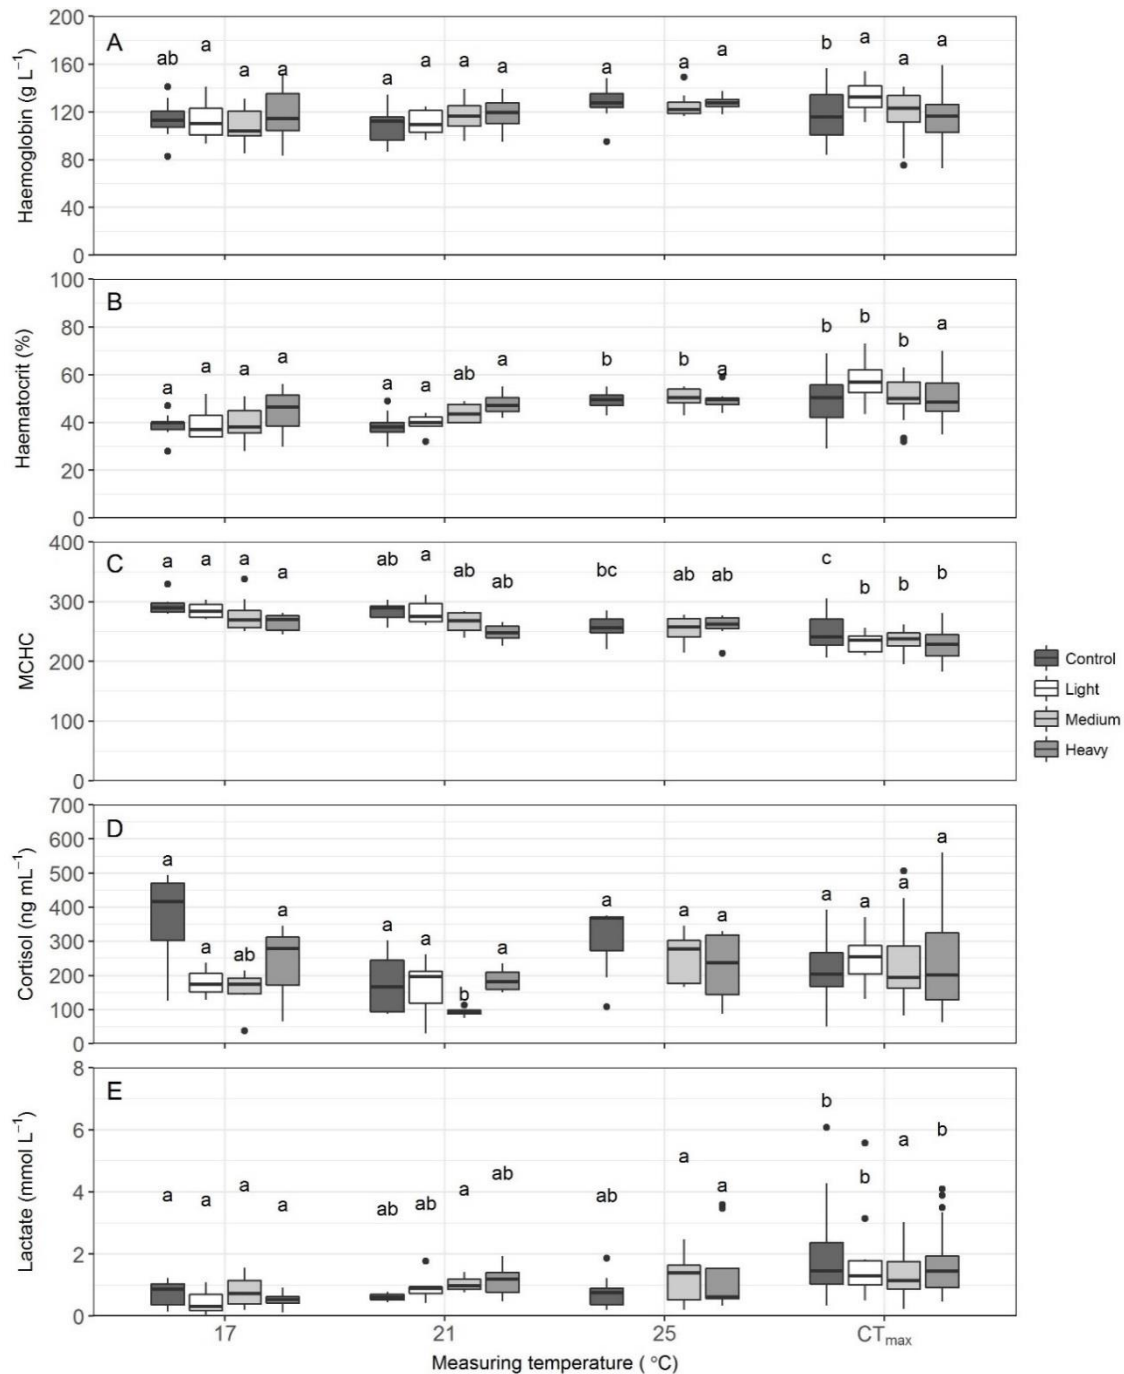 A
Haemoglobin (g L⁻¹)
200
160
120
80
40
0
ab a a a a a a a a a a b a a a
B
Haematocrit (%)
100
80
60
40
20
0
a a a a a a ab a b b a b b b a
C
MCHC
400
300
200
100
0
a a a a ab a ab ab bc ab ab c b b b
Control
Light
Medium
Heavy
D
Cortisol (ng mL⁻¹)
700
600
500
400
300
200
100
0
a a ab a a a b a a a a a a a a
E
Lactate (mmol L⁻¹)
8
6
4
2
0
a a a a ab ab a ab ab a a b b a b
17 21 25 CTmax
Measuring temperature ( °C)